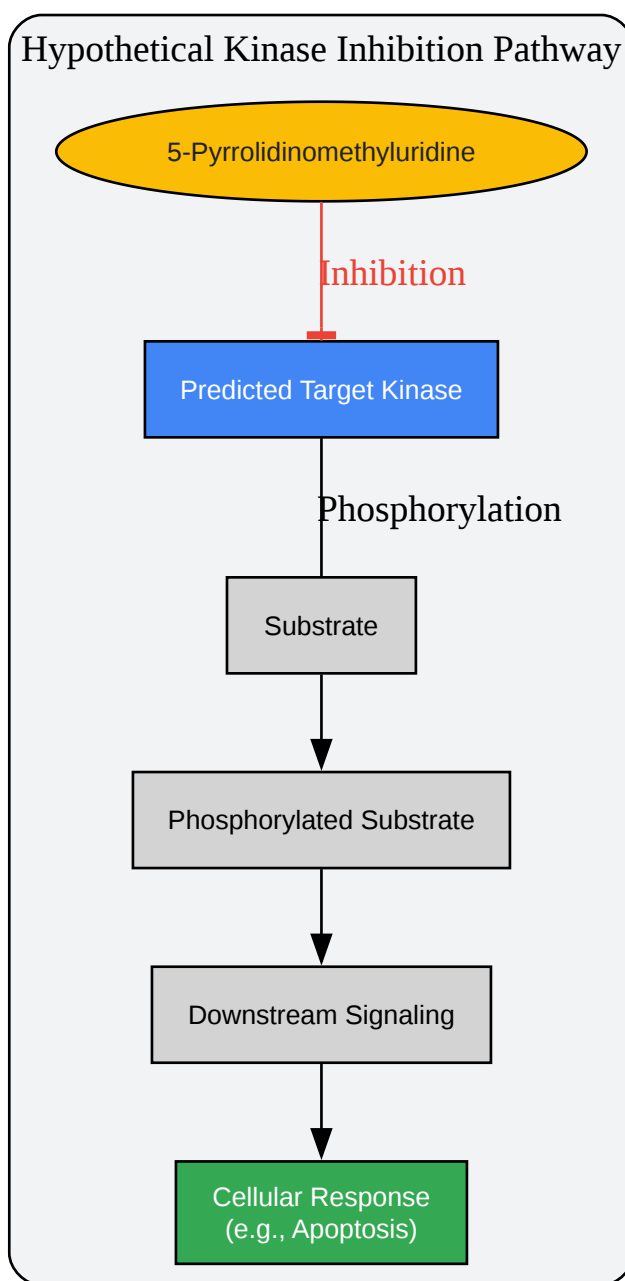 Hypothetical Kinase Inhibition Pathway
5-Pyrrolidinomethyluridine
Inhibition
Predicted Target Kinase
Phosphorylation
Substrate
Phosphorylated Substrate
Downstream Signaling
Cellular Response
(e.g., Apoptosis)